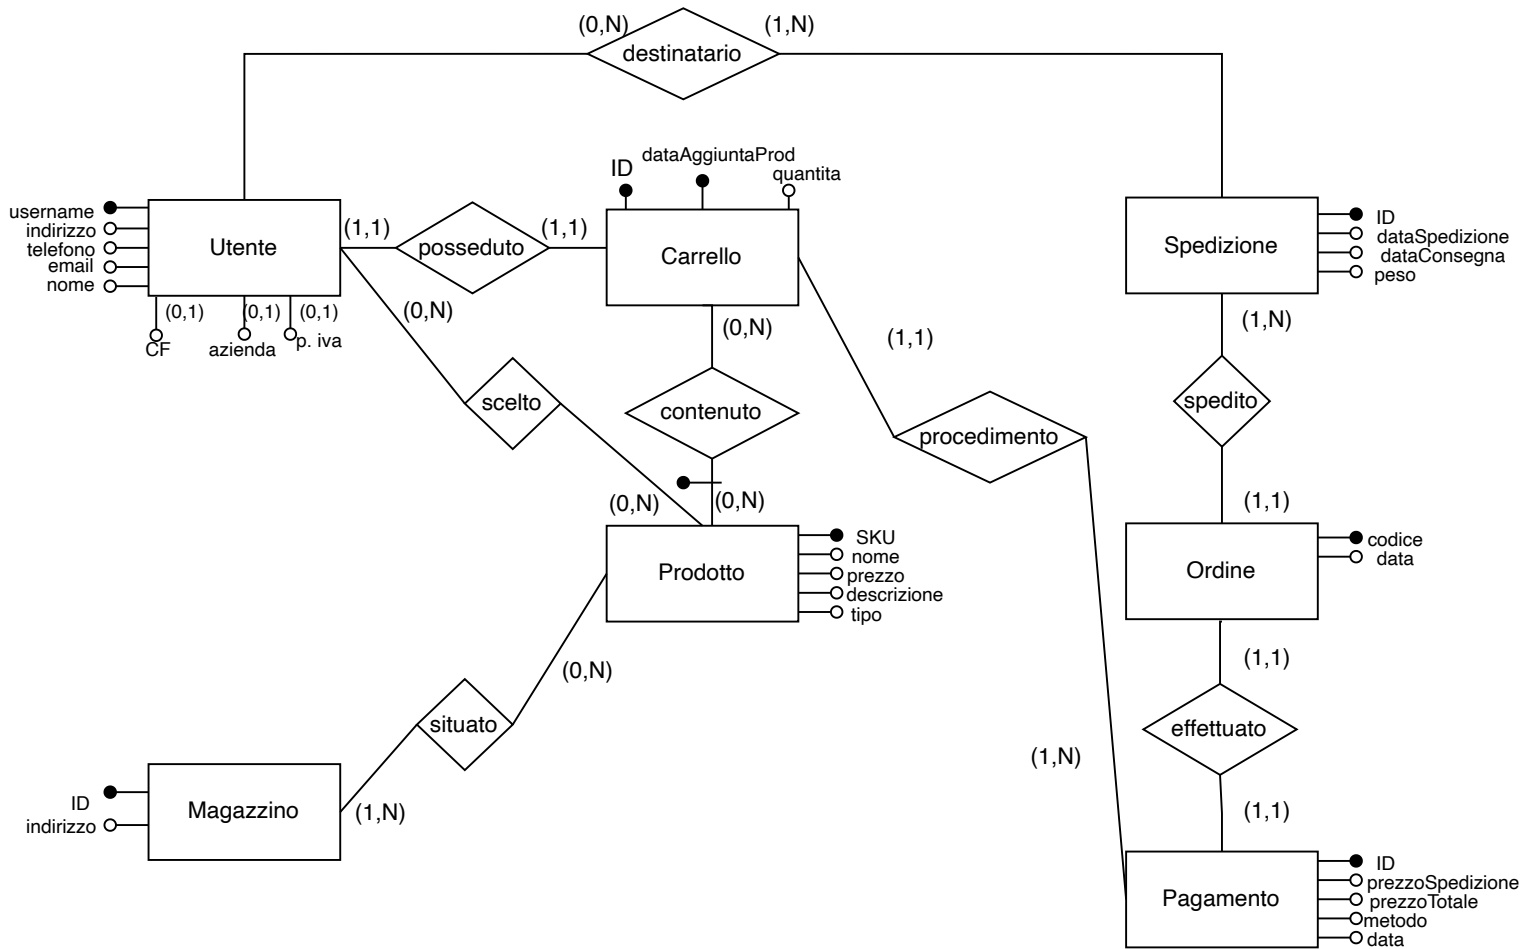 (0,N)
(1,N)
destinatario
ID
dataAggiuntaProd
quantita
username
indirizzo
telefono
email
nome
Utente
(1,1)
posseduto
(1,1)
Carrello
Spedizione
ID
dataSpedizione
dataConsegna
peso
(0,1)
(0,1)
(0,1)
CF
azienda
p. iva
(0,N)
(0,N)
(1,1)
(1,N)
scelto
contenuto
procedimento
spedito
(0,N)
(0,N)
(1,1)
Prodotto
SKU
nome
prezzo
descrizione
tipo
Ordine
codice
data
(0,N)
(1,1)
situato
effettuato
(1,N)
ID
indirizzo
Magazzino
(1,N)
(1,1)
Pagamento
ID
prezzoSpedizione
prezzoTotale
metodo
data